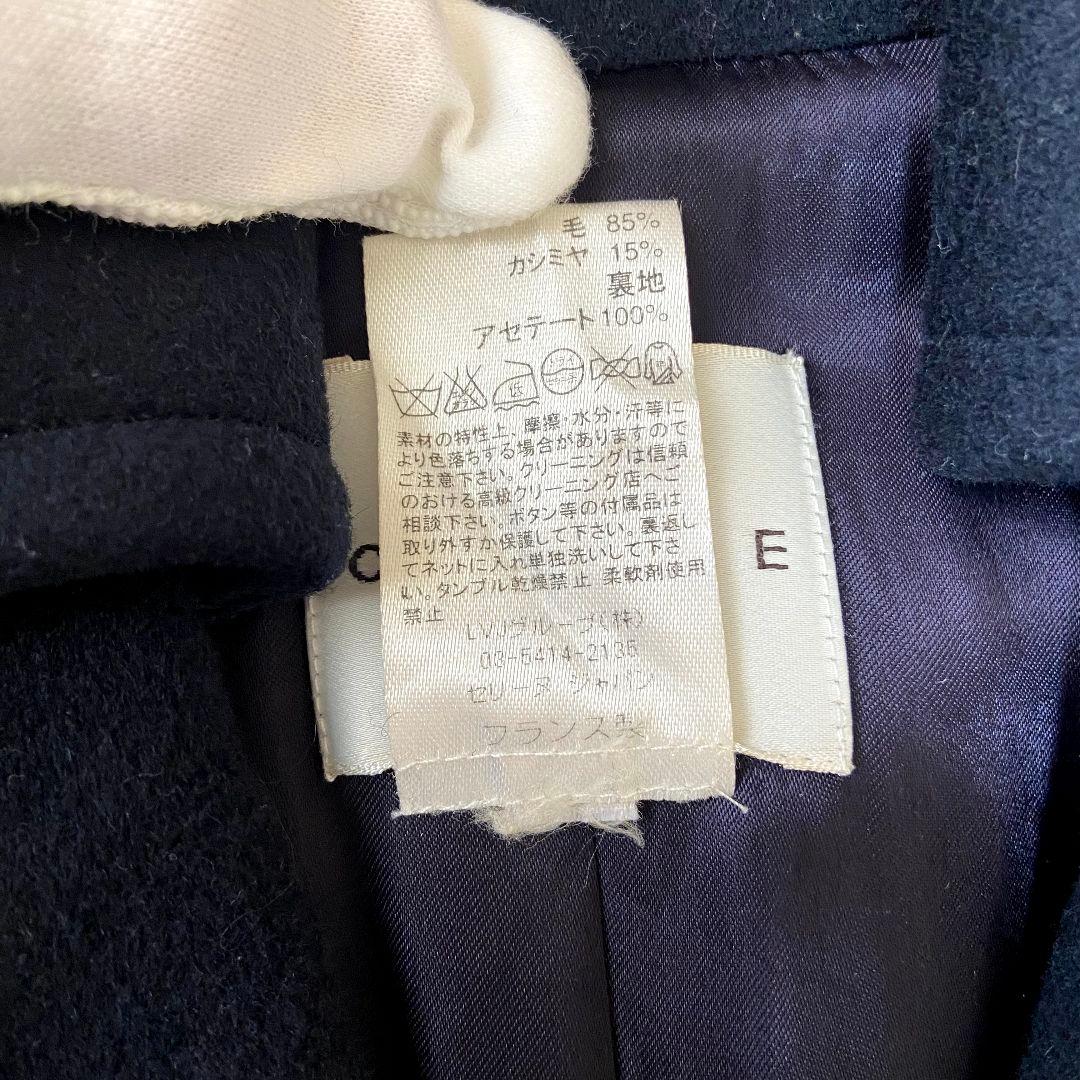 毛 85%
カシミヤ 15%
裏地
アセテート100%
素材の特性上、摩擦・水分・汗等に
より色落ちする場合がありますので
ご注意下さい。クリーニングは信頼
のおける高級クリーニング店へご
相談下さい。ボタン等の付属品は
取り外すか保護して下さい。裏返し
てネットに入れ単独洗いして下さ
い。タンブル乾燥禁止 柔軟剤使用
禁止
LVJグループ(株)
03-5414-2135
セリーヌ ジャパン
フランス製
C
E